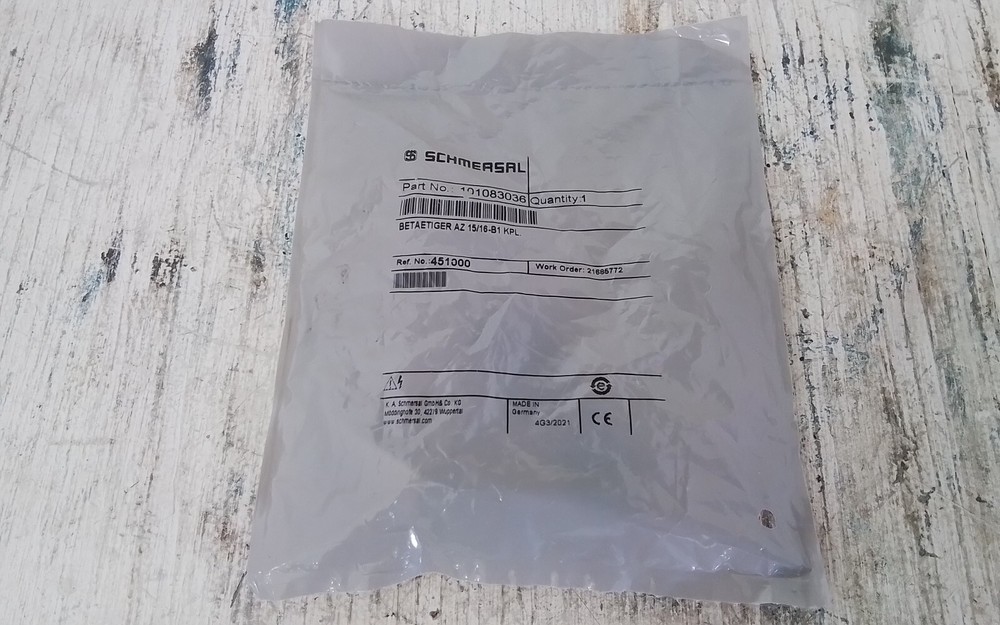 SCHMERSAL
Part No.: 101083036 Quantity:1
BETAETIGER AZ 15/16-B1 KPL.
Ref. No.:451000 Work Order: 21685772
K. A. Schmersal GmbH& Co. KG
Möddinghofe 30, 42279 Wuppertal
www.schmersal.com
MADE IN
Germany
4G3/2021
CE